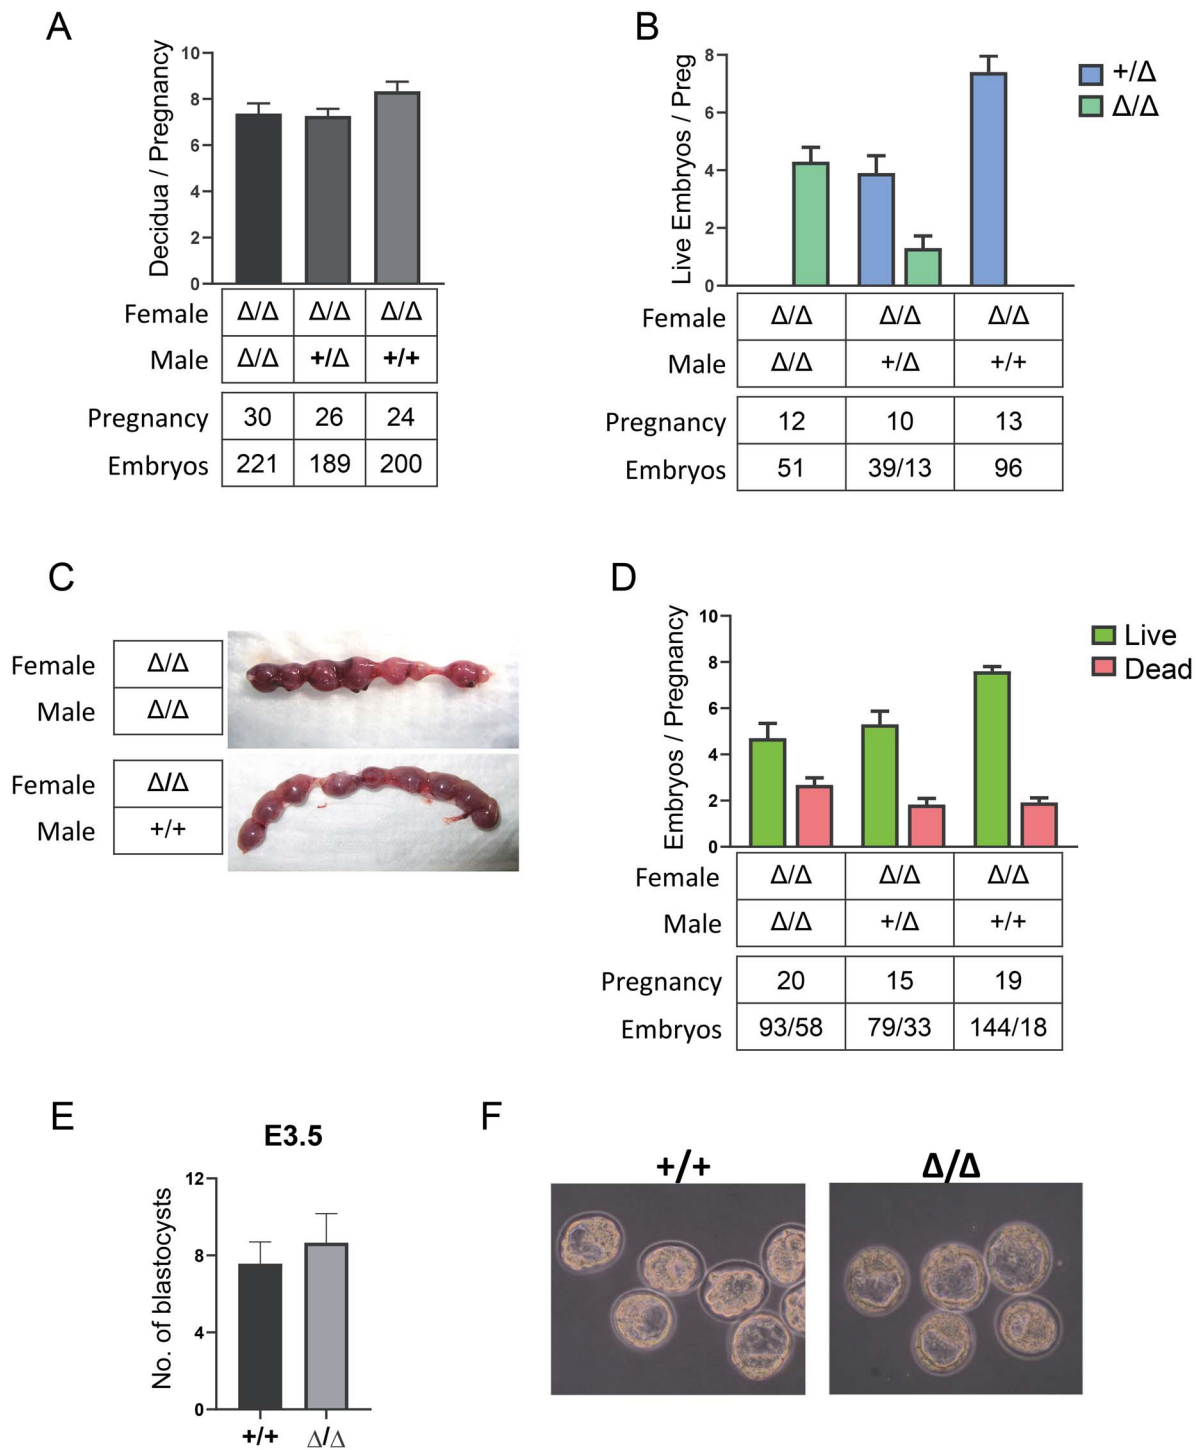 A
Decidua / Pregnancy
10
8
6
4
2
0
Female Δ/Δ Δ/Δ Δ/Δ
Male Δ/Δ +/Δ +/+
Pregnancy 30 26 24
Embryos 221 189 200
B
Live Embryos / Preg
8
6
4
2
0
+/Δ
Δ/Δ
Female Δ/Δ Δ/Δ Δ/Δ
Male Δ/Δ +/Δ +/+
Pregnancy 12 10 13
Embryos 51 39/13 96
C
Female Δ/Δ
Male Δ/Δ
Female Δ/Δ
Male +/+
D
Embryos / Pregnancy
10
8
6
4
2
0
Live
Dead
Female Δ/Δ Δ/Δ Δ/Δ
Male Δ/Δ +/Δ +/+
Pregnancy 20 15 19
Embryos 93/58 79/33 144/18
E
E3.5
No. of blastocysts
12
8
4
0
+/+ Δ/Δ
F
+/+ Δ/Δ